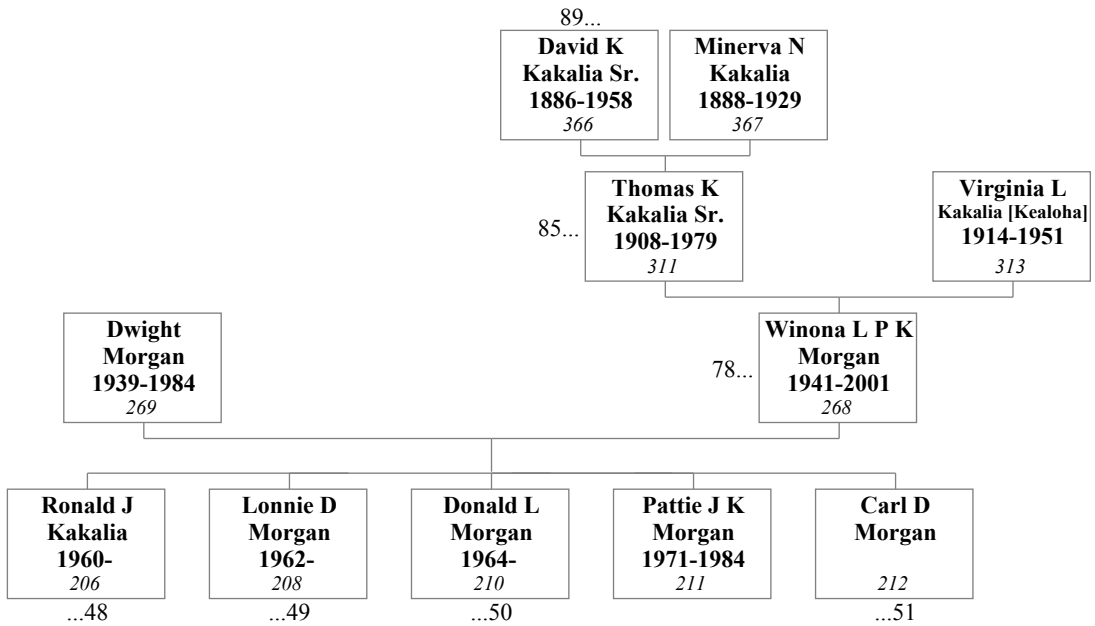 89...
David K
Kakalia Sr.
1886-1958
366
Minerva N
Kakalia
1888-1929
367
85...
Thomas K
Kakalia Sr.
1908-1979
311
Virginia L
Kakalia [Kealoha]
1914-1951
313
Dwight
Morgan
1939-1984
269
78...
Winona L P K
Morgan
1941-2001
268
Ronald J
Kakalia
1960-
206
...48
Lonnie D
Morgan
1962-
208
...49
Donald L
Morgan
1964-
210
...50
Pattie J K
Morgan
1971-1984
211
Carl D
Morgan
212
...51